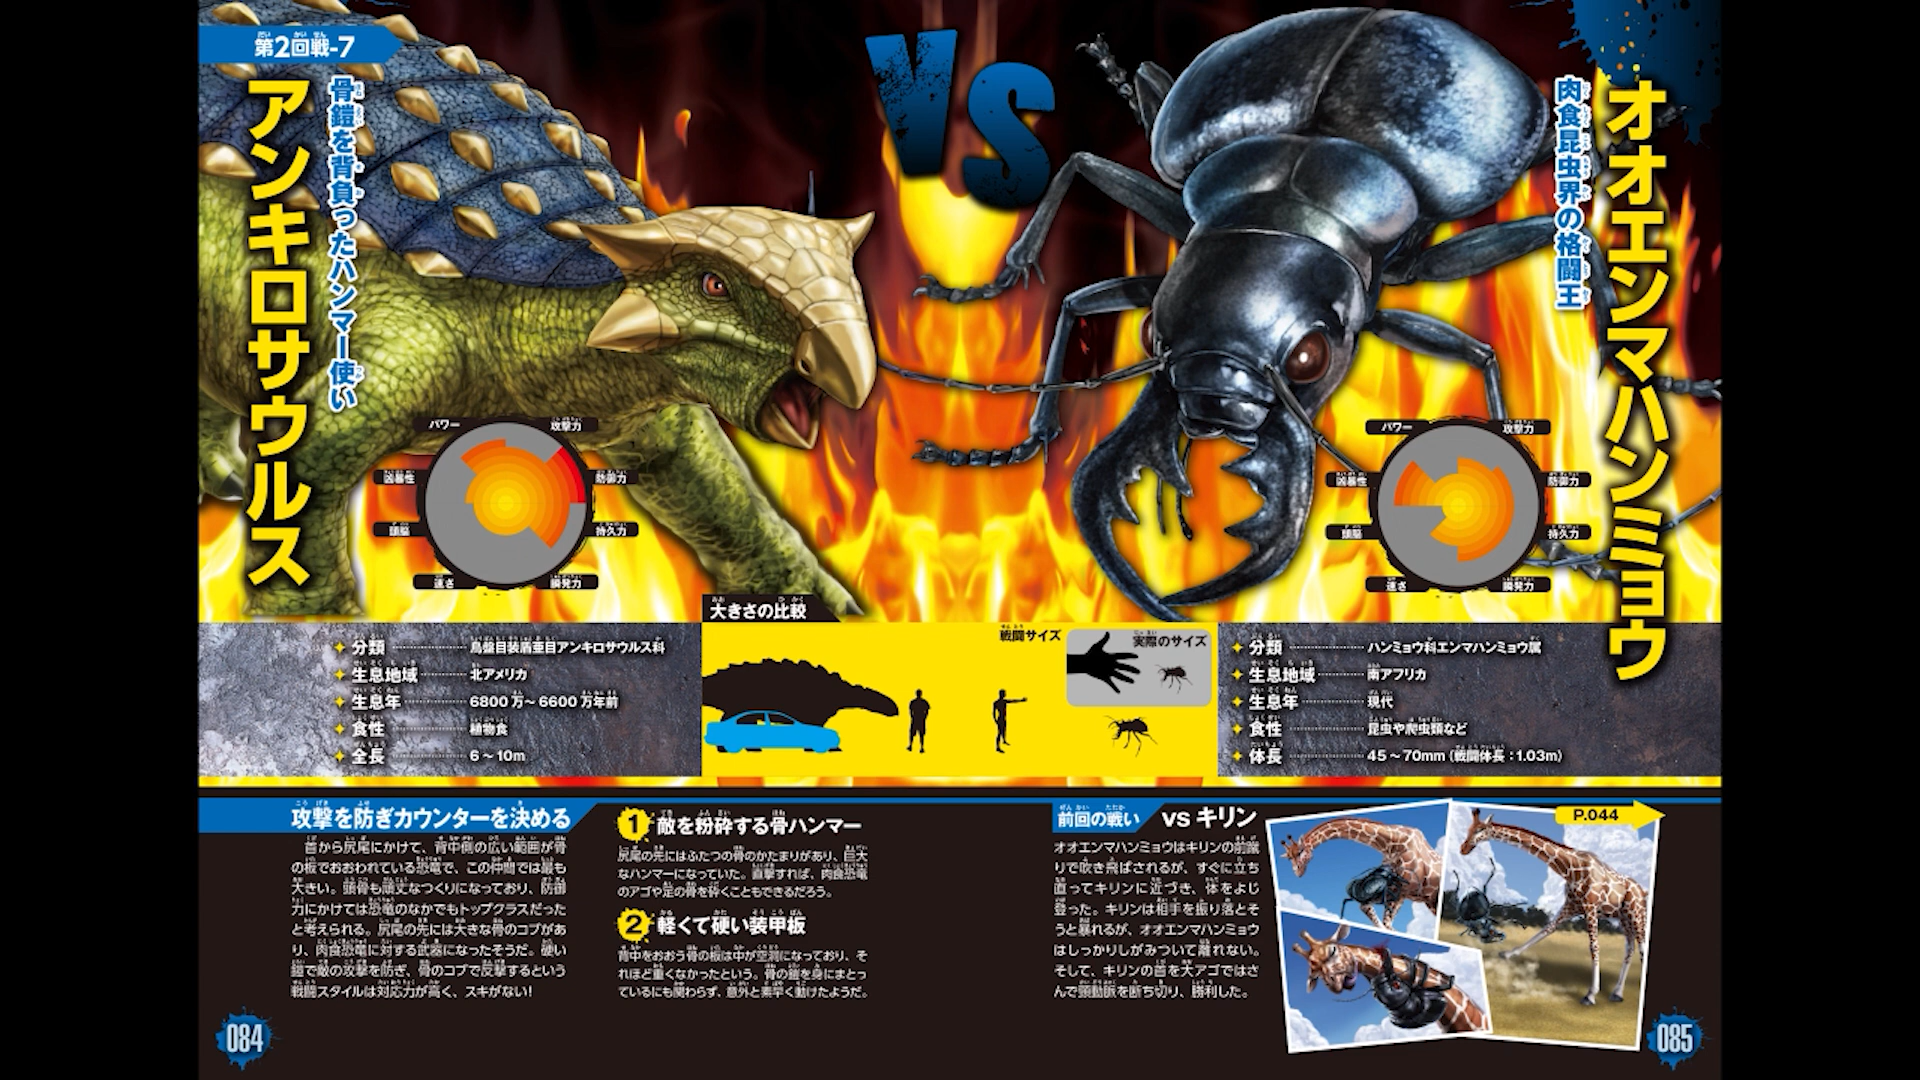 第2回戦-7
アンキロサウルス
骨鎧を背負ったハンマー使い
VS
肉食昆虫界の格闘王
オオエンマハンミョウ
パワー
攻撃力
凶暴性
防御力
頭脳
持久力
速さ
瞬発力
パワー
攻撃力
凶暴性
防御力
頭脳
持久力
速さ
瞬発力
分類 鳥盤目装盾亜目アンキロサウルス科
生息地域 北アメリカ
生息年 6800万〜6600万年前
食性 植物食
全長 6〜10m
大きさの比較
戦闘サイズ
実際のサイズ
分類 ハンミョウ科エンマハンミョウ属
生息地域 南アフリカ
生息年 現代
食性 昆虫や爬虫類など
体長 45〜70mm(戦闘体長:1.03m)
攻撃を防ぎカウンターを決める
首から尻尾にかけて、背中側の広い範囲が骨
の板でおおわれている恐竜で、この仲間では最も
大きい。頭骨も頑丈なつくりになっており、防御
力にかけては恐竜のなかでもトップクラスだった
と考えられる。尻尾の先には大きな骨のコブがあ
り、肉食恐竜に対する武器になったそうだ。硬い
鎧で敵の攻撃を防ぎ、骨のコブで反撃するという
戦闘スタイルは対応力が高く、スキがない!
1 敵を粉砕する骨ハンマー
尻尾の先にはふたつの骨のかたまりがあり、巨大
なハンマーになっていた。直撃すれば、肉食恐竜
のアゴや足の骨を砕くこともできるだろう。
2 軽くて硬い装甲板
背中をおおう骨の板は中が空洞になっており、そ
れほど重くなかったという。骨の鎧を身にまとっ
ているにも関わらず、意外と素早く動けたようだ。
前回の戦い vs キリン
オオエンマハンミョウはキリンの前蹴
りで吹き飛ばされるが、すぐに立ち
直ってキリンに近づき、体をよじ
登った。キリンは相手を振り落とそ
うと暴れるが、オオエンマハンミョウ
はしっかりしがみついて離れない。
そして、キリンの首を大アゴではさ
んで頸動脈を断ち切り、勝利した。
P.044
084
085